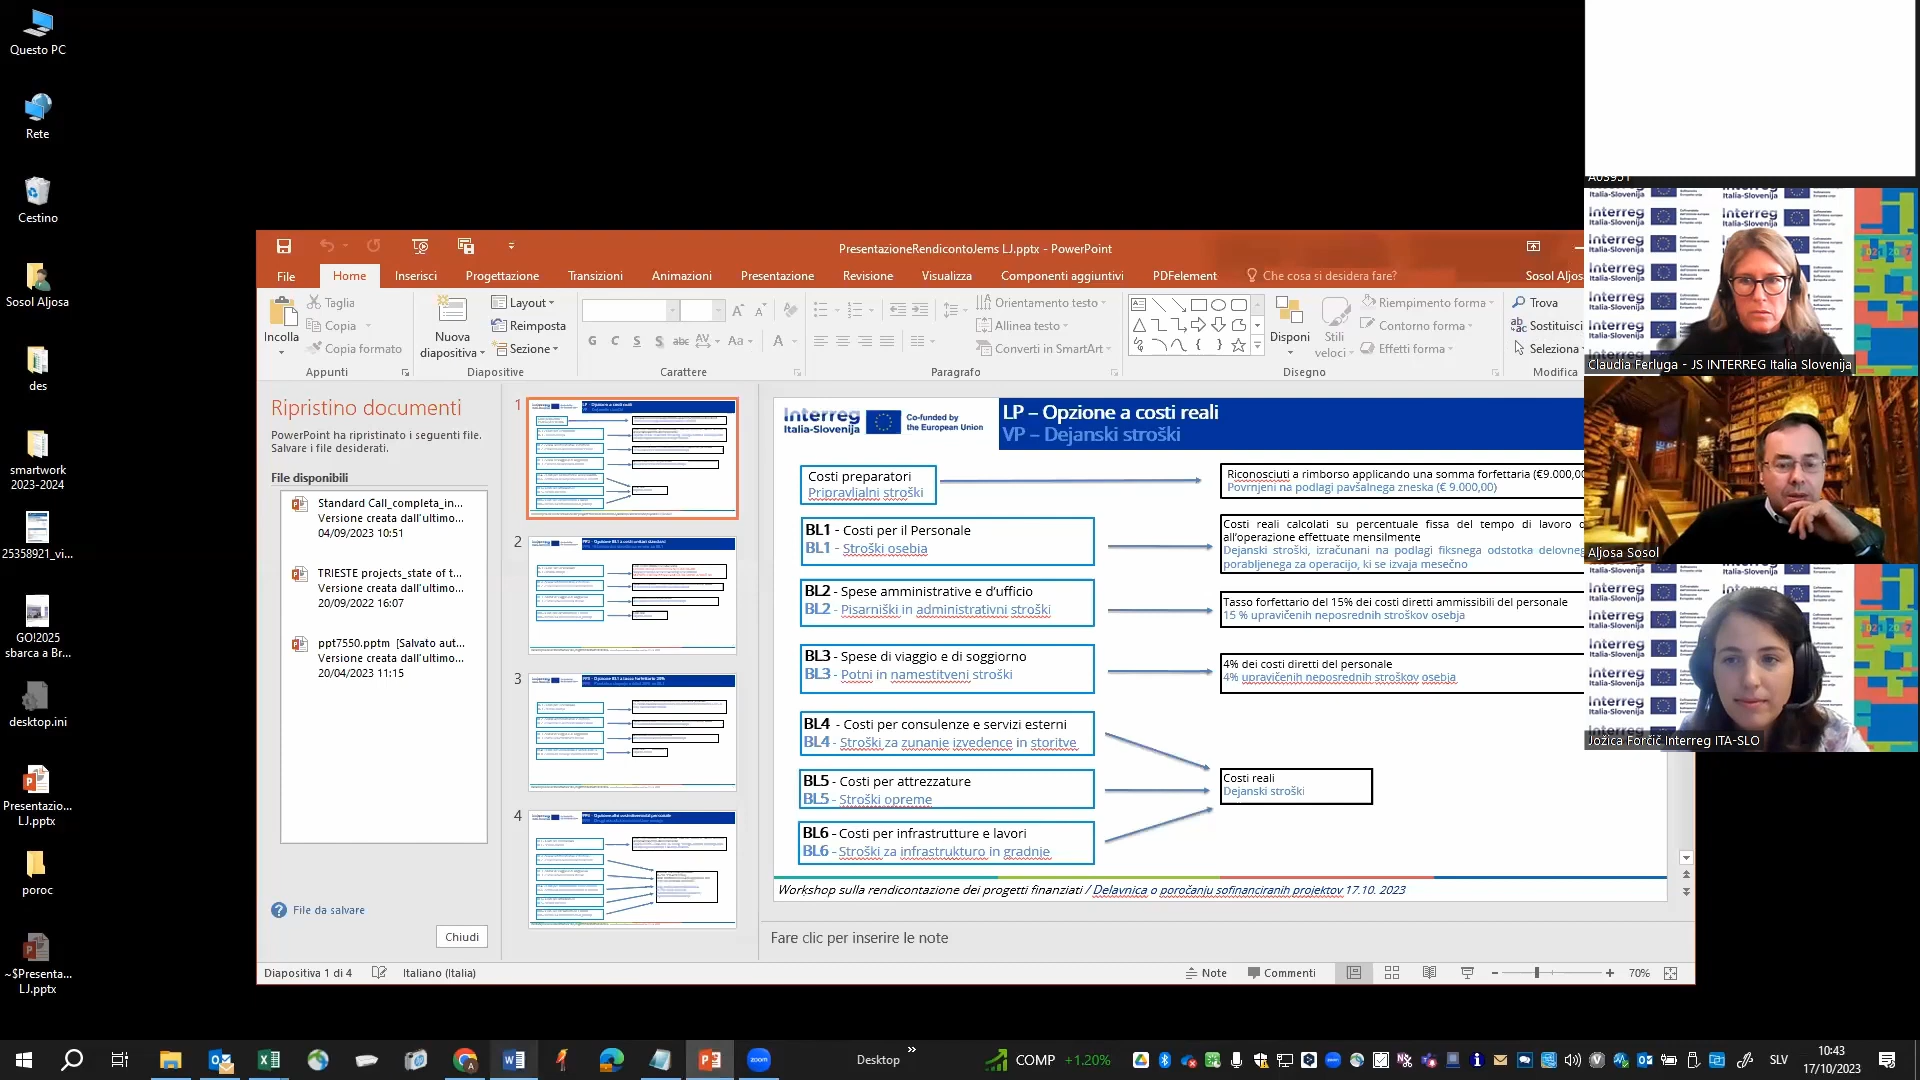 Questo PC
Rete
Cestino
Sosol Aljosa
des
smartwork
2023-2024
25358921_vi...
GO!2025
sbarca a Br...
desktop.ini
Presentazio...
LJ.pptx
poroc
~$Presenta...
LJ.pptx
PresentazioneRendicontoJems LJ.pptx - PowerPoint
File
Home
Inserisci
Progettazione
Transizioni
Animazioni
Presentazione
Revisione
Visualizza
Componenti aggiuntivi
PDFelement
Che cosa si desidera fare?
Sosol Aljos
Incolla
Taglia
Copia
Copia formato
Appunti
Nuova
diapositiva
Layout
Reimposta
Sezione
Diapositive
G C S S abc AV Aa A
Carattere
Orientamento testo
Allinea testo
Converti in SmartArt
Paragrafo
Disponi
Stili
veloci
Riempimento forma
Contorno forma
Effetti forma
Disegno
Trova
Sostituisci
Seleziona
Modifica
Ripristino documenti
PowerPoint ha ripristinato i seguenti file.
Salvare i file desiderati.
File disponibili
Standard Call_completa_in...
Versione creata dall'ultimo...
04/09/2023 10:51
TRIESTE projects_state of t...
Versione creata dall'ultimo...
20/09/2022 16:07
ppt7550.pptm [Salvato aut...
Versione creata dall'ultimo...
20/04/2023 11:15
File da salvare
Chiudi
1
2
3
4
Interreg
Italia-Slovenija
Co-funded by
the European Union
LP – Opzione a costi reali
VP – Dejanski stroški
Costi preparatori
Pripravljalni stroški
Riconosciuti a rimborso applicando una somma forfettaria (€9.000,00
Povrnjeni na podlagi pavšalnega zneska (€ 9.000,00)
BL1 - Costi per il Personale
BL1 - Stroški osebja
Costi reali calcolati su percentuale fissa del tempo di lavoro
all'operazione effettuate mensilmente
Dejanski stroški, izračunani na podlagi fiksnega odstotka delovneg
porabljenega za operacijo, ki se izvaja mesečno
BL2 - Spese amministrative e d'ufficio
BL2 - Pisarniški in administrativni stroški
Tasso forfettario del 15% dei costi diretti ammissibili del personale
15 % upravičenih neposrednih stroškov osebja
BL3 - Spese di viaggio e di soggiorno
BL3 - Potni in namestitveni stroški
4% dei costi diretti del personale
4% upravičenih neposrednih stroškov osebja
BL4 - Costi per consulenze e servizi esterni
BL4 - Stroški za zunanje izvedence in storitve
BL5 - Costi per attrezzature
BL5 - Stroški opreme
Costi reali
Dejanski stroški
BL6 - Costi per infrastrutture e lavori
BL6 - Stroški za infrastrukturo in gradnje
Workshop sulla rendicontazione dei progetti finanziati / Delavnica o poročanju sofinanciranih projektov 17.10. 2023
Fare clic per inserire le note
Diapositiva 1 di 4
Italiano (Italia)
Note
Commenti
70%
A03951
Claudia Ferluga - JS INTERREG Italia Slovenija
Aljosa Sosol
Jožica Forčič Interreg ITA-SLO
Desktop
COMP +1.20%
SLV
10:43
17/10/2023